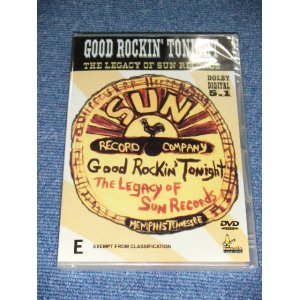 GOOD ROCKIN' TONIGHT
THE LEGACY OF SUN RECORDS
DOLBY
DIGITAL
5.1
SUN
RECORD COMPANY
Good Rockin' Tonight
The Legacy of
Sun Records
MEMPHIS TENNESSEE
E EXEMPT FROM CLASSIFICATION
DVD